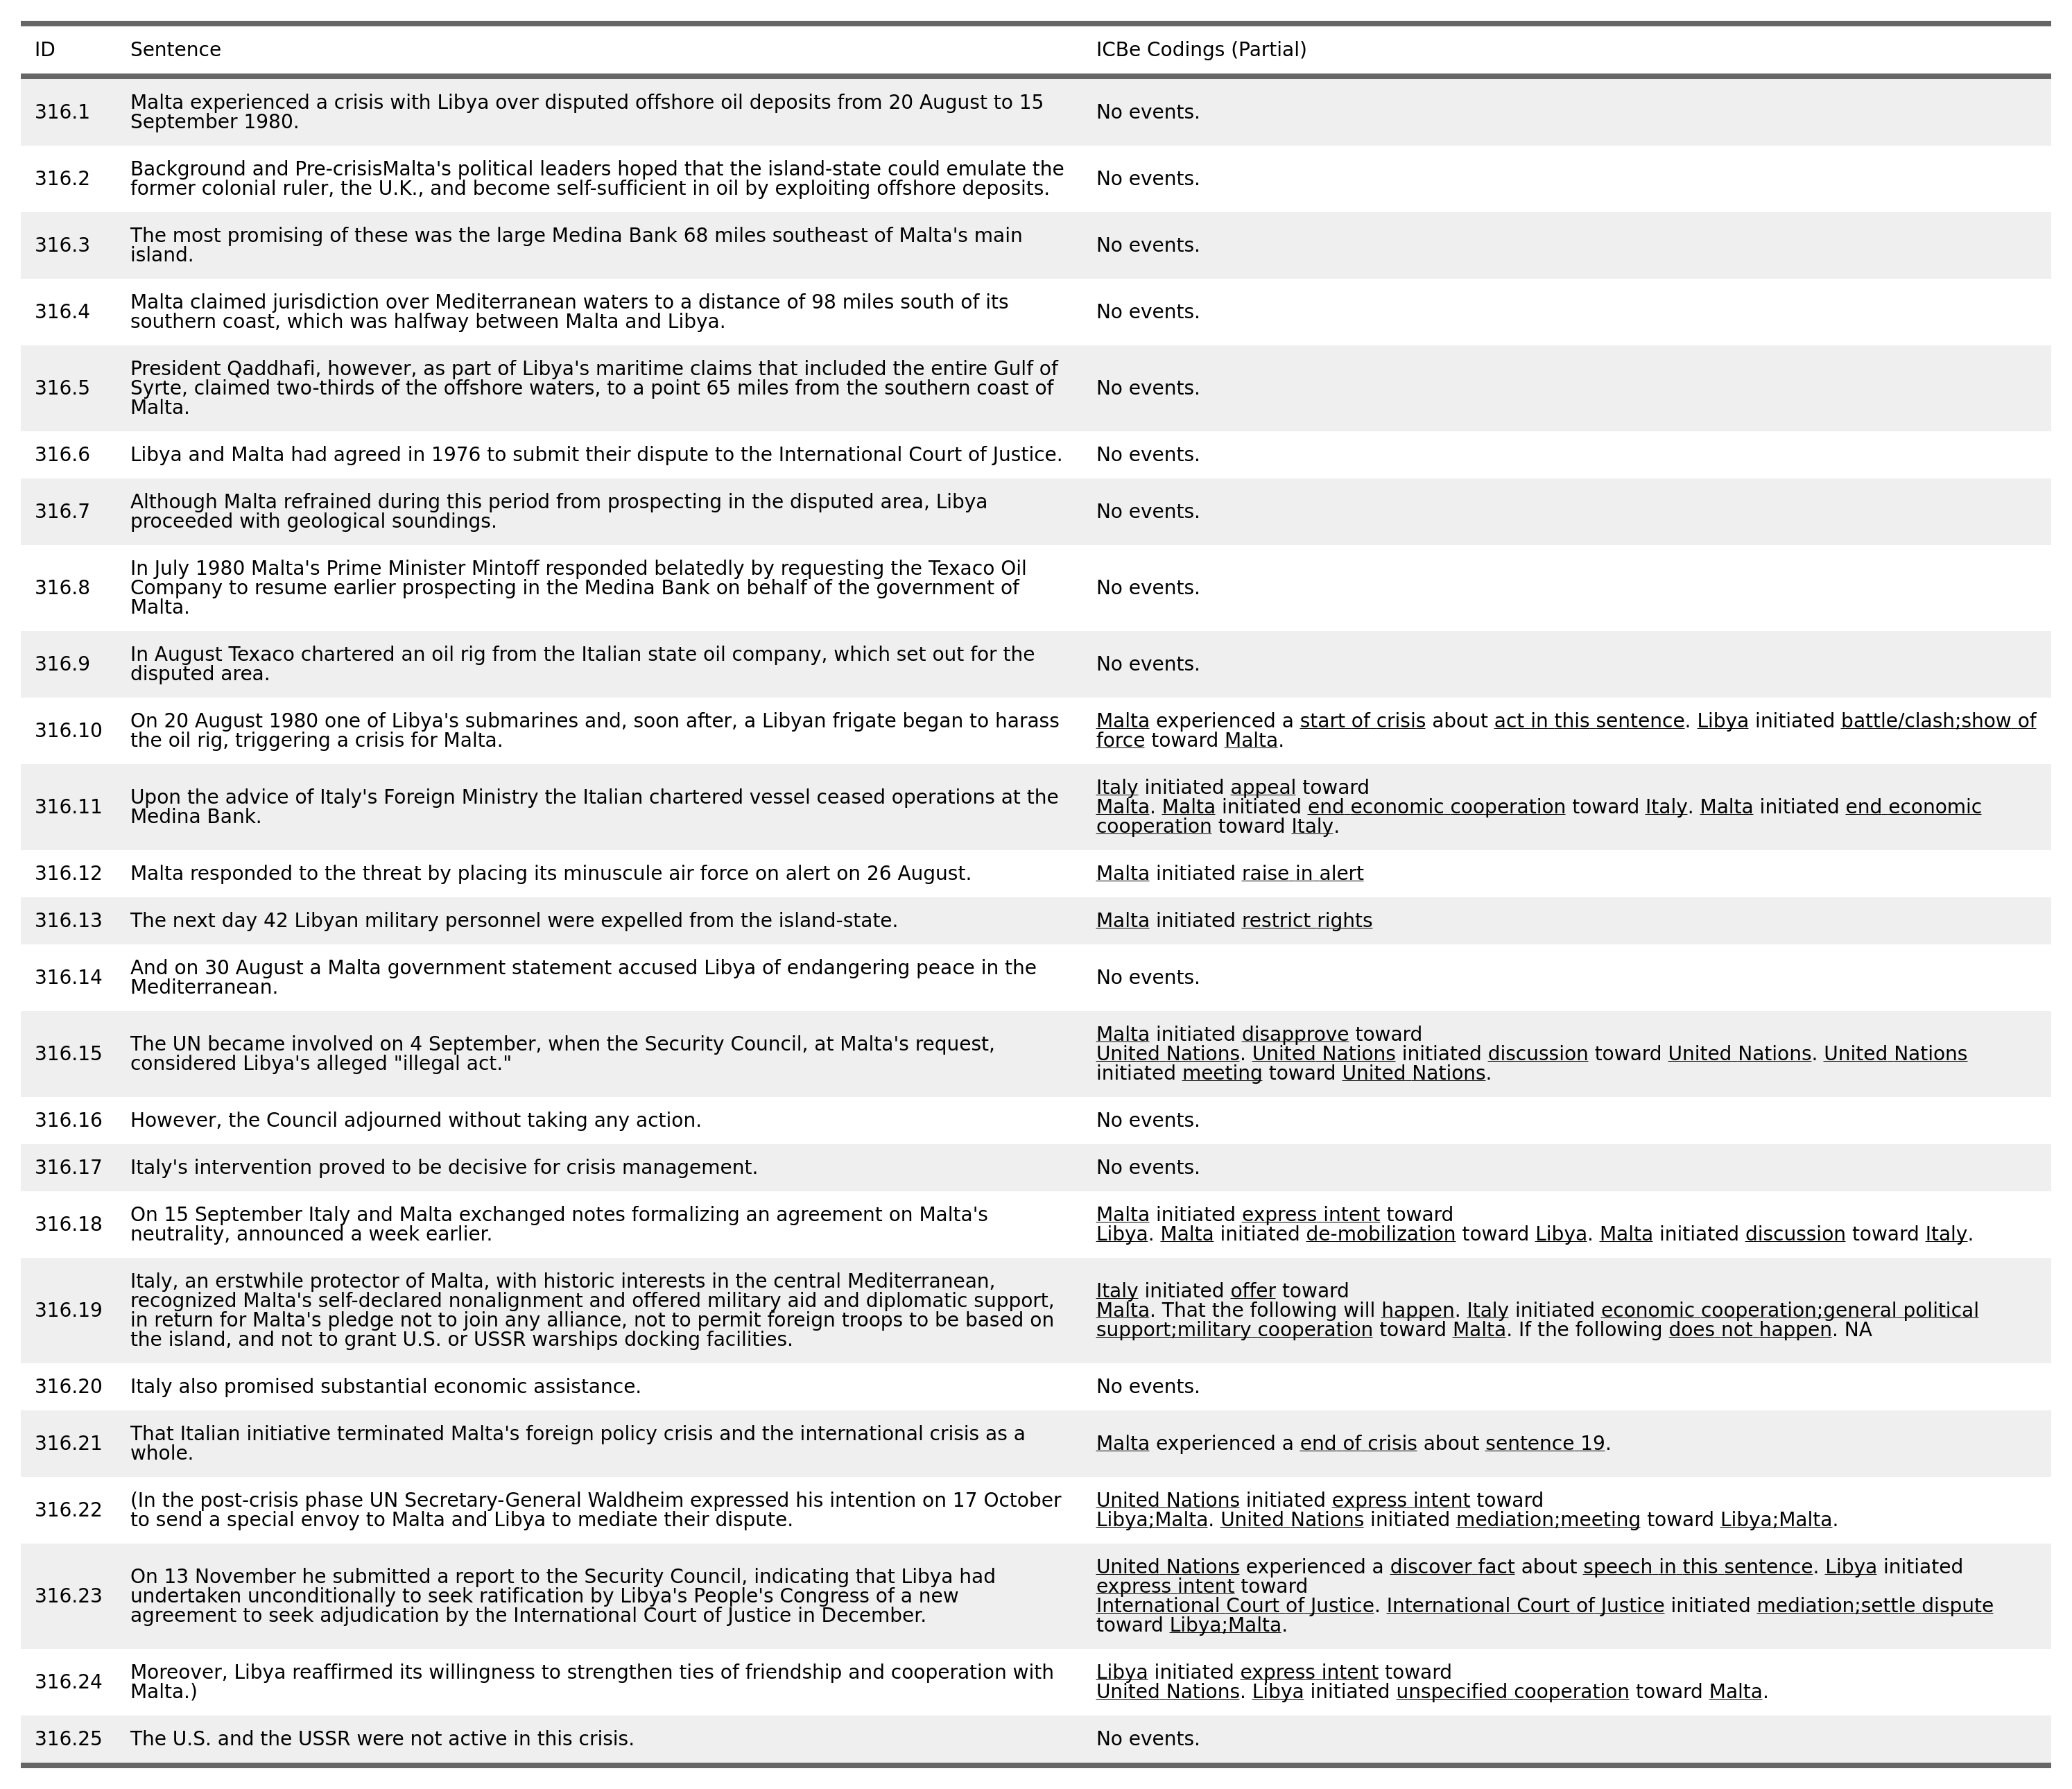 ID Sentence ICBe Codings (Partial)
316.1 Malta experienced a crisis with Libya over disputed offshore oil deposits from 20 August to 15
September 1980. No events.
316.2 Background and Pre-crisisMalta's political leaders hoped that the island-state could emulate the
former colonial ruler, the U.K., and become self-sufficient in oil by exploiting offshore deposits. No events.
316.3 The most promising of these was the large Medina Bank 68 miles southeast of Malta's main
island. No events.
316.4 Malta claimed jurisdiction over Mediterranean waters to a distance of 98 miles south of its
southern coast, which was halfway between Malta and Libya. No events.
316.5 President Qaddhafi, however, as part of Libya's maritime claims that included the entire Gulf of
Syrte, claimed two-thirds of the offshore waters, to a point 65 miles from the southern coast of
Malta. No events.
316.6 Libya and Malta had agreed in 1976 to submit their dispute to the International Court of Justice. No events.
316.7 Although Malta refrained during this period from prospecting in the disputed area, Libya
proceeded with geological soundings. No events.
316.8 In July 1980 Malta's Prime Minister Mintoff responded belatedly by requesting the Texaco Oil
Company to resume earlier prospecting in the Medina Bank on behalf of the government of
Malta. No events.
316.9 In August Texaco chartered an oil rig from the Italian state oil company, which set out for the
disputed area. No events.
316.10 On 20 August 1980 one of Libya's submarines and, soon after, a Libyan frigate began to harass
the oil rig, triggering a crisis for Malta.
Malta experienced a start of crisis about act in this sentence. Libya initiated battle/clash;show of
force toward Malta.
316.11 Upon the advice of Italy's Foreign Ministry the Italian chartered vessel ceased operations at the
Medina Bank.
Italy initiated appeal toward
Malta. Malta initiated end economic cooperation toward Italy. Malta initiated end economic
cooperation toward Italy.
316.12 Malta responded to the threat by placing its minuscule air force on alert on 26 August. Malta initiated raise in alert
316.13 The next day 42 Libyan military personnel were expelled from the island-state. Malta initiated restrict rights
316.14 And on 30 August a Malta government statement accused Libya of endangering peace in the
Mediterranean. No events.
316.15 The UN became involved on 4 September, when the Security Council, at Malta's request,
considered Libya's alleged "illegal act."
Malta initiated disapprove toward
United Nations. United Nations initiated discussion toward United Nations. United Nations
initiated meeting toward United Nations.
316.16 However, the Council adjourned without taking any action. No events.
316.17 Italy's intervention proved to be decisive for crisis management. No events.
316.18 On 15 September Italy and Malta exchanged notes formalizing an agreement on Malta's
neutrality, announced a week earlier.
Malta initiated express intent toward
Libya. Malta initiated de-mobilization toward Libya. Malta initiated discussion toward Italy.
316.19 Italy, an erstwhile protector of Malta, with historic interests in the central Mediterranean,
recognized Malta's self-declared nonalignment and offered military aid and diplomatic support,
in return for Malta's pledge not to join any alliance, not to permit foreign troops to be based on
the island, and not to grant U.S. or USSR warships docking facilities.
Italy initiated offer toward
Malta. That the following will happen. Italy initiated economic cooperation;general political
support;military cooperation toward Malta. If the following does not happen. NA
316.20 Italy also promised substantial economic assistance. No events.
316.21 That Italian initiative terminated Malta's foreign policy crisis and the international crisis as a
whole. Malta experienced a end of crisis about sentence 19.
316.22 (In the post-crisis phase UN Secretary-General Waldheim expressed his intention on 17 October
to send a special envoy to Malta and Libya to mediate their dispute.
United Nations initiated express intent toward
Libya;Malta. United Nations initiated mediation;meeting toward Libya;Malta.
316.23 On 13 November he submitted a report to the Security Council, indicating that Libya had
undertaken unconditionally to seek ratification by Libya's People's Congress of a new
agreement to seek adjudication by the International Court of Justice in December.
United Nations experienced a discover fact about speech in this sentence. Libya initiated
express intent toward
International Court of Justice. International Court of Justice initiated mediation;settle dispute
toward Libya;Malta.
316.24 Moreover, Libya reaffirmed its willingness to strengthen ties of friendship and cooperation with
Malta.)
Libya initiated express intent toward
United Nations. Libya initiated unspecified cooperation toward Malta.
316.25 The U.S. and the USSR were not active in this crisis. No events.